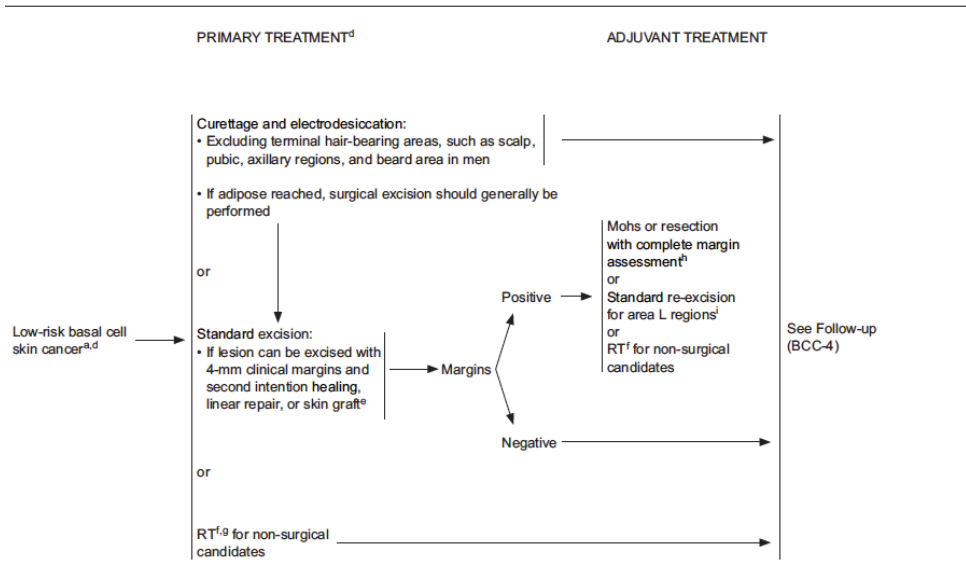 PRIMARY TREATMENTᵈ
ADJUVANT TREATMENT
Curettage and electrodesiccation:
• Excluding terminal hair-bearing areas, such as scalp,
pubic, axillary regions, and beard area in men
• If adipose reached, surgical excision should generally be
performed
or
Low-risk basal cell
skin cancerᵃ,ᵈ
Standard excision:
• If lesion can be excised with
4-mm clinical margins and
second intention healing,
linear repair, or skin graftᵉ
Margins
Positive
Negative
Mohs or resection
with complete margin
assessmentʰ
or
Standard re-excision
for area L regionsⁱ
or
RTᶠ for non-surgical
candidates
or
RTᶠ,ᵍ for non-surgical
candidates
See Follow-up
(BCC-4)